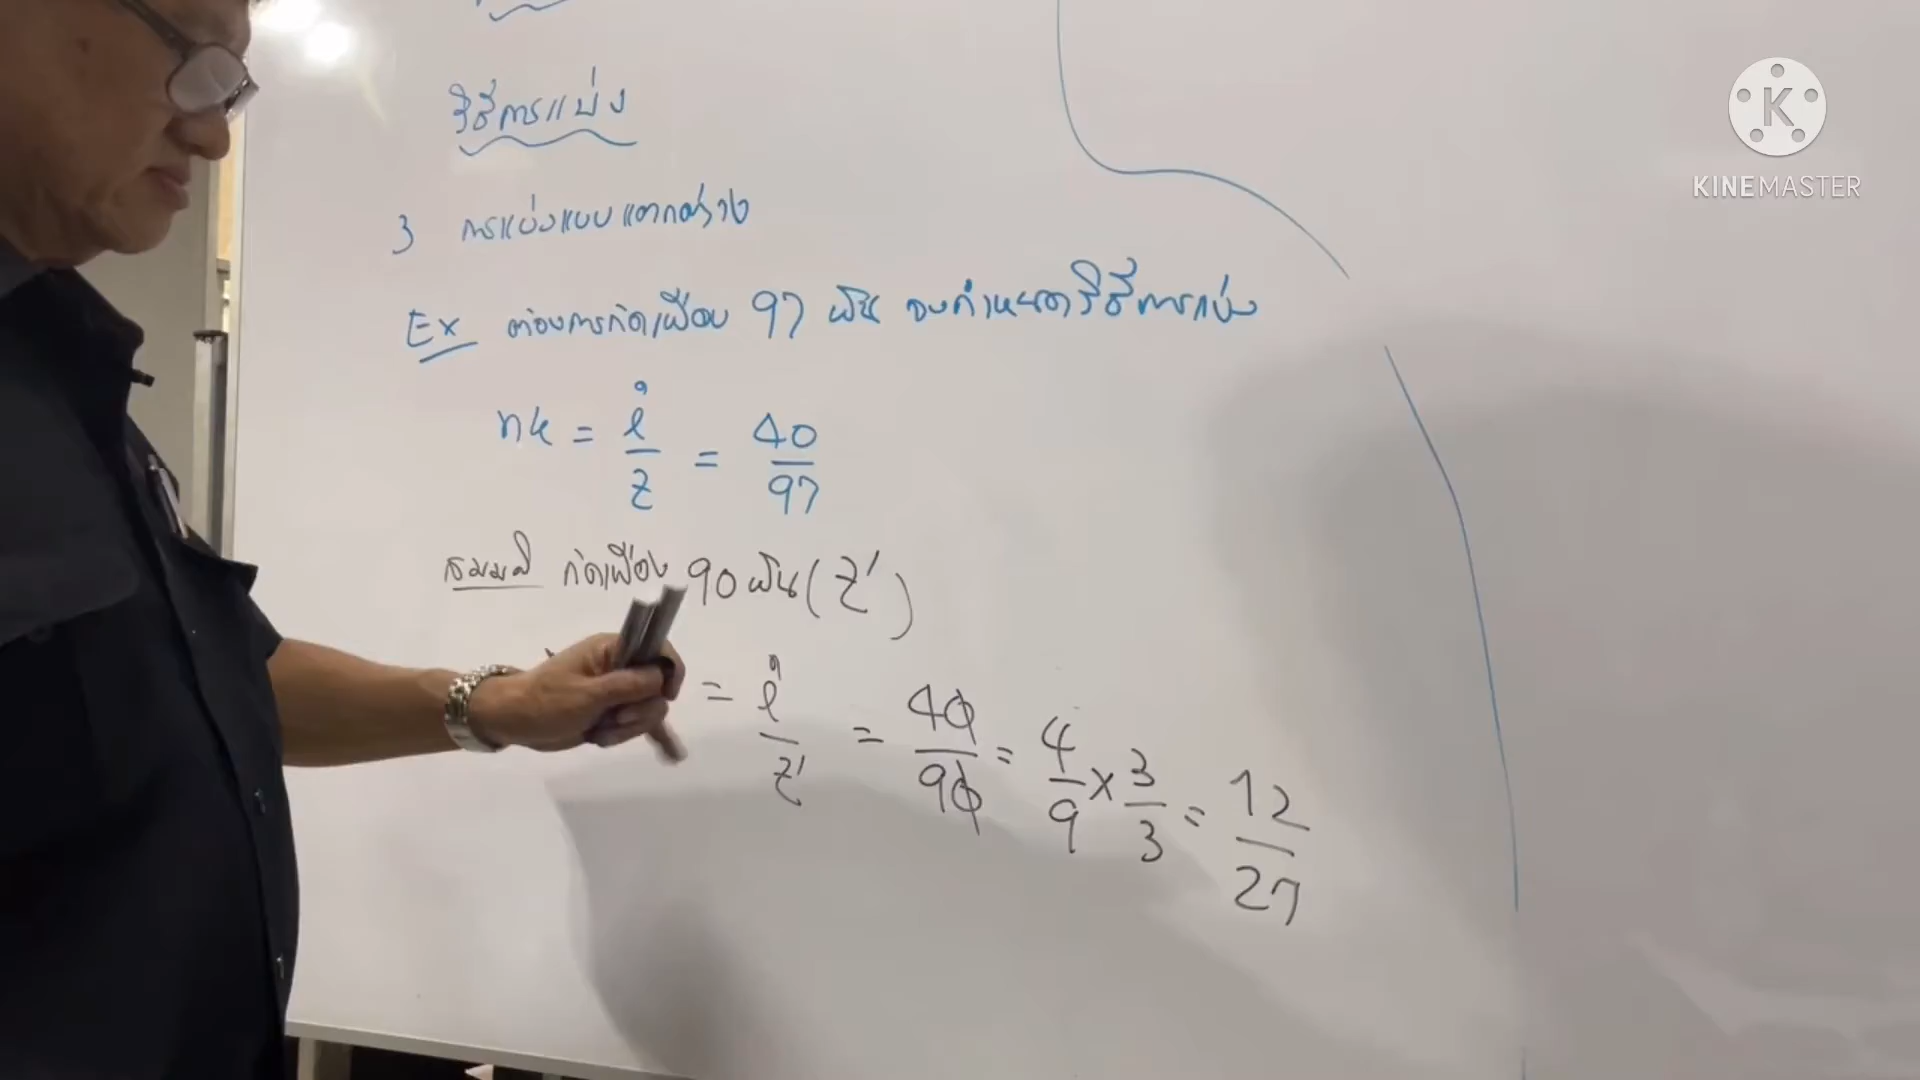 วิธีการแบ่ง
3 การแบ่งแบบแตกต่าง
Ex ต้องการกัดเฟือง 97 ฟัน จงกำหนดวิธีการแบ่ง
nk = i/z = 40/97
สมมติ กัดเฟือง 90 ฟัน (z')
= i/z' = 40/90 = 4/9 x 3/3 = 12/27
K
KINEMASTER